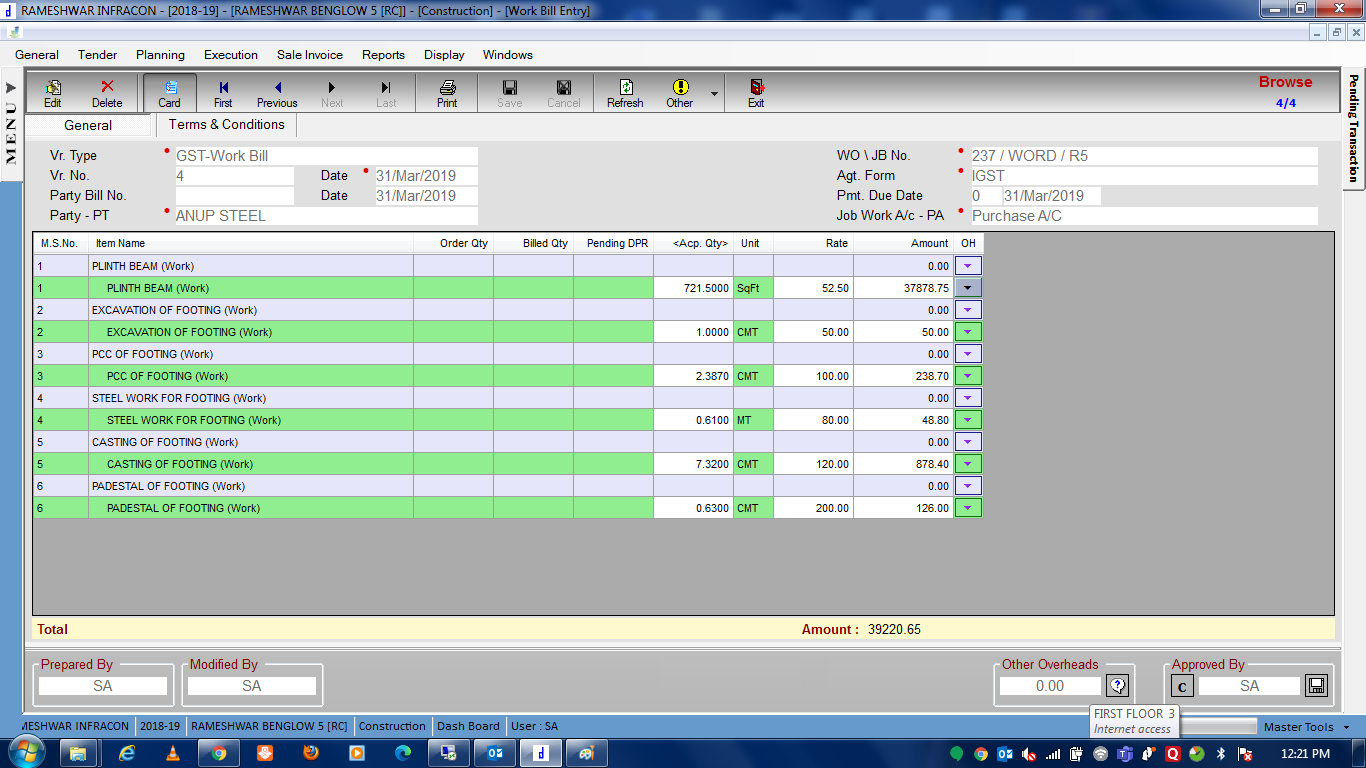 RAMESHWAR INFRACON - [2018-19] - [RAMESHWAR BENGLOW 5 [RC]] - [Construction] - [Work Bill Entry]
General Tender Planning Execution Sale Invoice Reports Display Windows
MENU
Edit Delete Card First Previous Next Last Print Save Cancel Refresh Other Exit
Browse
4/4
Pending Transaction
General Terms & Conditions
Vr. Type * GST-Work Bill WO \ JB No. * 237 / WORD / R5
Vr. No. 4 Date * 31/Mar/2019 Agt. Form * IGST
Party Bill No. Date 31/Mar/2019 Pmt. Due Date 0 31/Mar/2019
Party - PT * ANUP STEEL Job Work A/c - PA * Purchase A/C
M.S.No. Item Name Order Qty Billed Qty Pending DPR <Acp. Qty> Unit Rate Amount OH
1 PLINTH BEAM (Work) 0.00
1 PLINTH BEAM (Work) 721.5000 SqFt 52.50 37878.75
2 EXCAVATION OF FOOTING (Work) 0.00
2 EXCAVATION OF FOOTING (Work) 1.0000 CMT 50.00 50.00
3 PCC OF FOOTING (Work) 0.00
3 PCC OF FOOTING (Work) 2.3870 CMT 100.00 238.70
4 STEEL WORK FOR FOOTING (Work) 0.00
4 STEEL WORK FOR FOOTING (Work) 0.6100 MT 80.00 48.80
5 CASTING OF FOOTING (Work) 0.00
5 CASTING OF FOOTING (Work) 7.3200 CMT 120.00 878.40
6 PADESTAL OF FOOTING (Work) 0.00
6 PADESTAL OF FOOTING (Work) 0.6300 CMT 200.00 126.00
Total Amount : 39220.65
Prepared By Modified By Other Overheads Approved By
SA SA 0.00 C SA
FIRST FLOOR 3
Internet access
MESHWAR INFRACON 2018-19 RAMESHWAR BENGLOW 5 [RC] Construction Dash Board User : SA Master Tools
12:21 PM